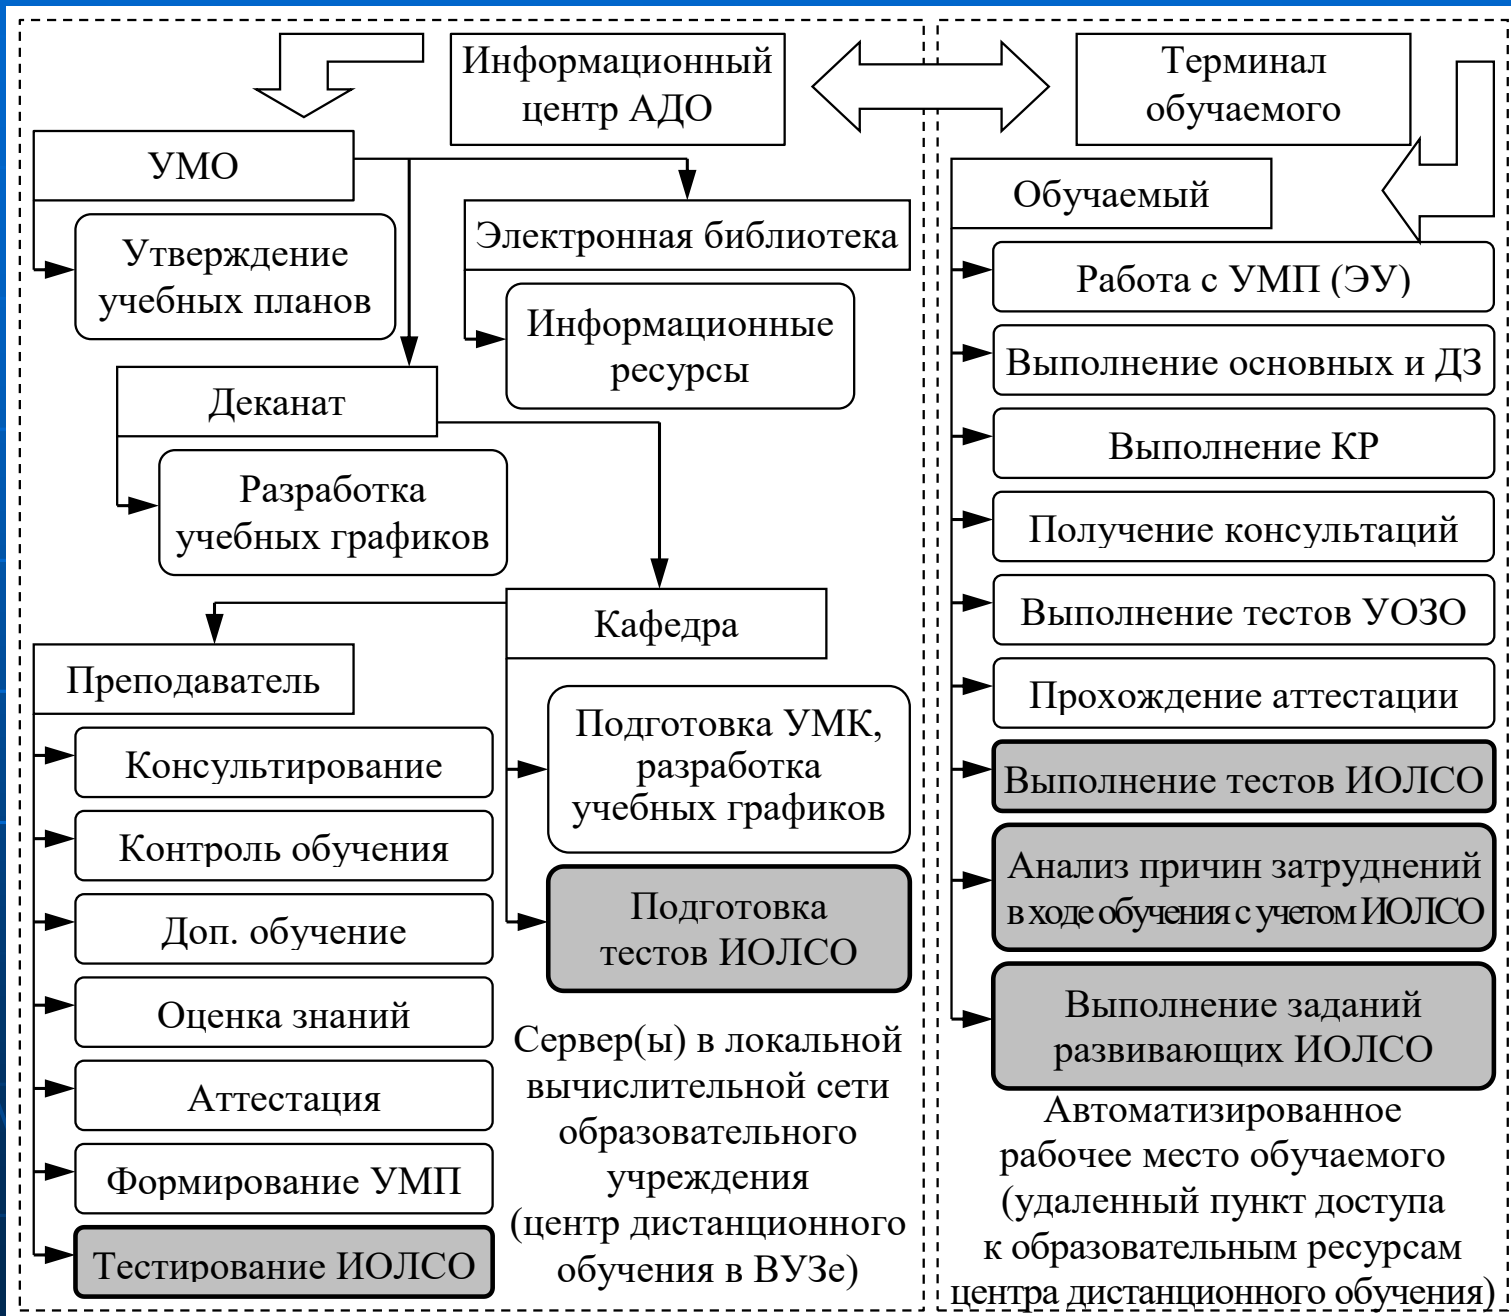 Информационный
центр АДО
УМО
Утверждение
учебных планов
Электронная библиотека
Информационные
ресурсы
Деканат
Разработка
учебных графиков
Кафедра
Преподаватель
Консультирование
Контроль обучения
Доп. обучение
Оценка знаний
Аттестация
Формирование УМП
Тестирование ИОЛСО
Подготовка УМК,
разработка
учебных графиков
Подготовка
тестов ИОЛСО
Сервер(ы) в локальной
вычислительной сети
образовательного
учреждения
(центр дистанционного
обучения в ВУЗе)
Терминал
обучаемого
Обучаемый
Работа с УМП (ЭУ)
Выполнение основных и ДЗ
Выполнение КР
Получение консультаций
Выполнение тестов УОЗО
Прохождение аттестации
Выполнение тестов ИОЛСО
Анализ причин затруднений
в ходе обучения с учетом ИОЛСО
Выполнение заданий
развивающих ИОЛСО
Автоматизированное
рабочее место обучаемого
(удаленный пункт доступа
к образовательным ресурсам
центра дистанционного обучения)